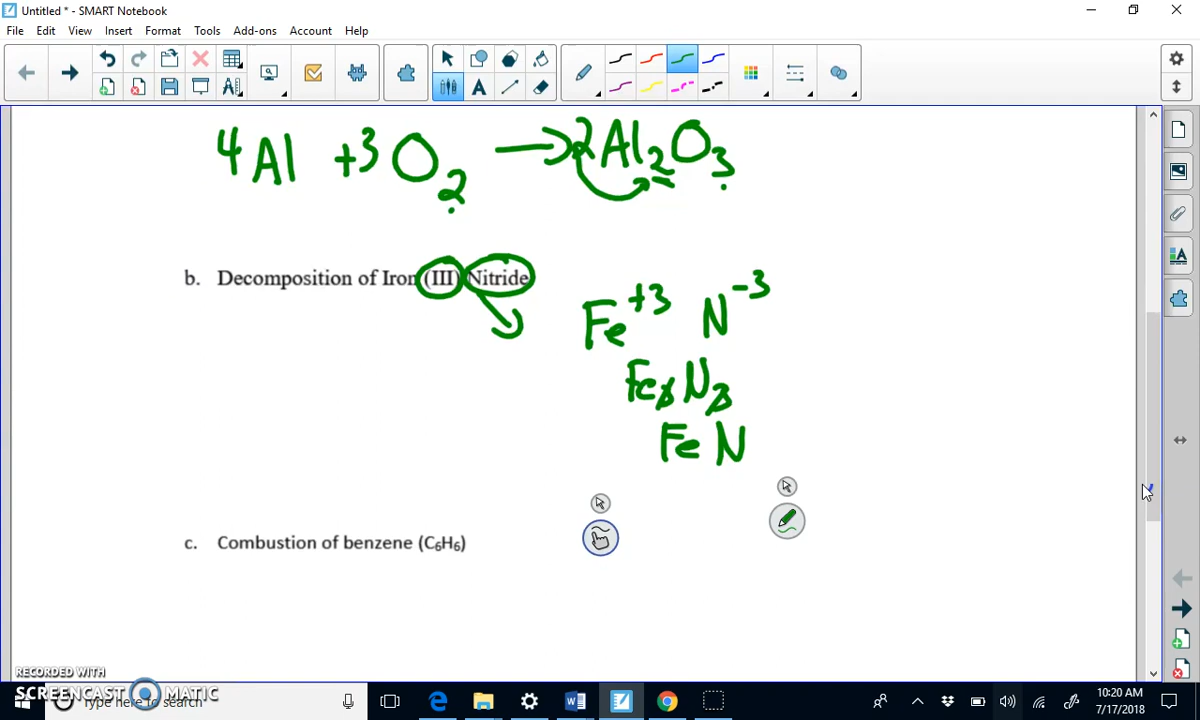 Untitled * - SMART Notebook
File Edit View Insert Format Tools Add-ons Account Help
4Al +3O2 → 2Al2O3
b. Decomposition of Iron (III) Nitride
Fe+3 N-3
Fe3N3
FeN
c. Combustion of benzene (C₆H₆)
RECORDED WITH
SCREENCAST MATIC
Type here to search
10:20 AM
7/17/2018